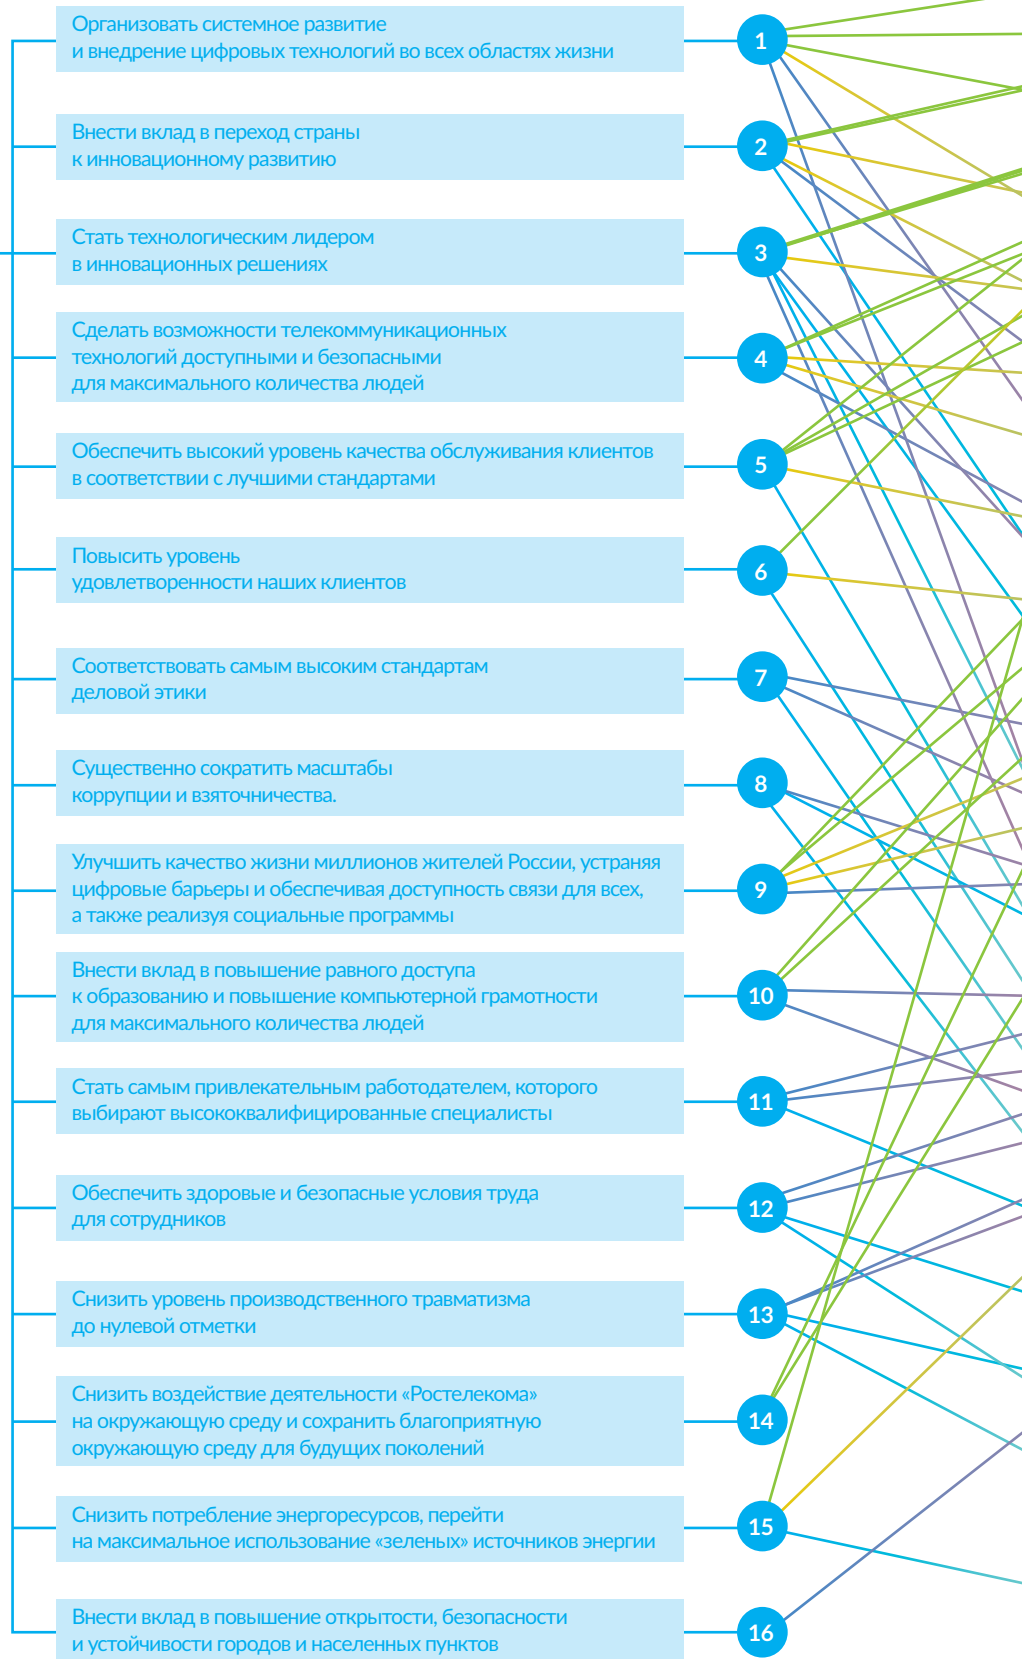 Организовать системное развитие
и внедрение цифровых технологий во всех областях жизни
1
Внести вклад в переход страны
к инновационному развитию
2
Стать технологическим лидером
в инновационных решениях
3
Сделать возможности телекоммуникационных
технологий доступными и безопасными
для максимального количества людей
4
Обеспечить высокий уровень качества обслуживания клиентов
в соответствии с лучшими стандартами
5
Повысить уровень
удовлетворенности наших клиентов
6
Соответствовать самым высоким стандартам
деловой этики
7
Существенно сократить масштабы
коррупции и взяточничества.
8
Улучшить качество жизни миллионов жителей России, устраняя
цифровые барьеры и обеспечивая доступность связи для всех,
а также реализуя социальные программы
9
Внести вклад в повышение равного доступа
к образованию и повышение компьютерной грамотности
для максимального количества людей
10
Стать самым привлекательным работодателем, которого
выбирают высококвалифицированные специалисты
11
Обеспечить здоровые и безопасные условия труда
для сотрудников
12
Снизить уровень производственного травматизма
до нулевой отметки
13
Снизить воздействие деятельности «Ростелекома»
на окружающую среду и сохранить благоприятную
окружающую среду для будущих поколений
14
Снизить потребление энергоресурсов, перейти
на максимальное использование «зеленых» источников энергии
15
Внести вклад в повышение открытости, безопасности
и устойчивости городов и населенных пунктов
16